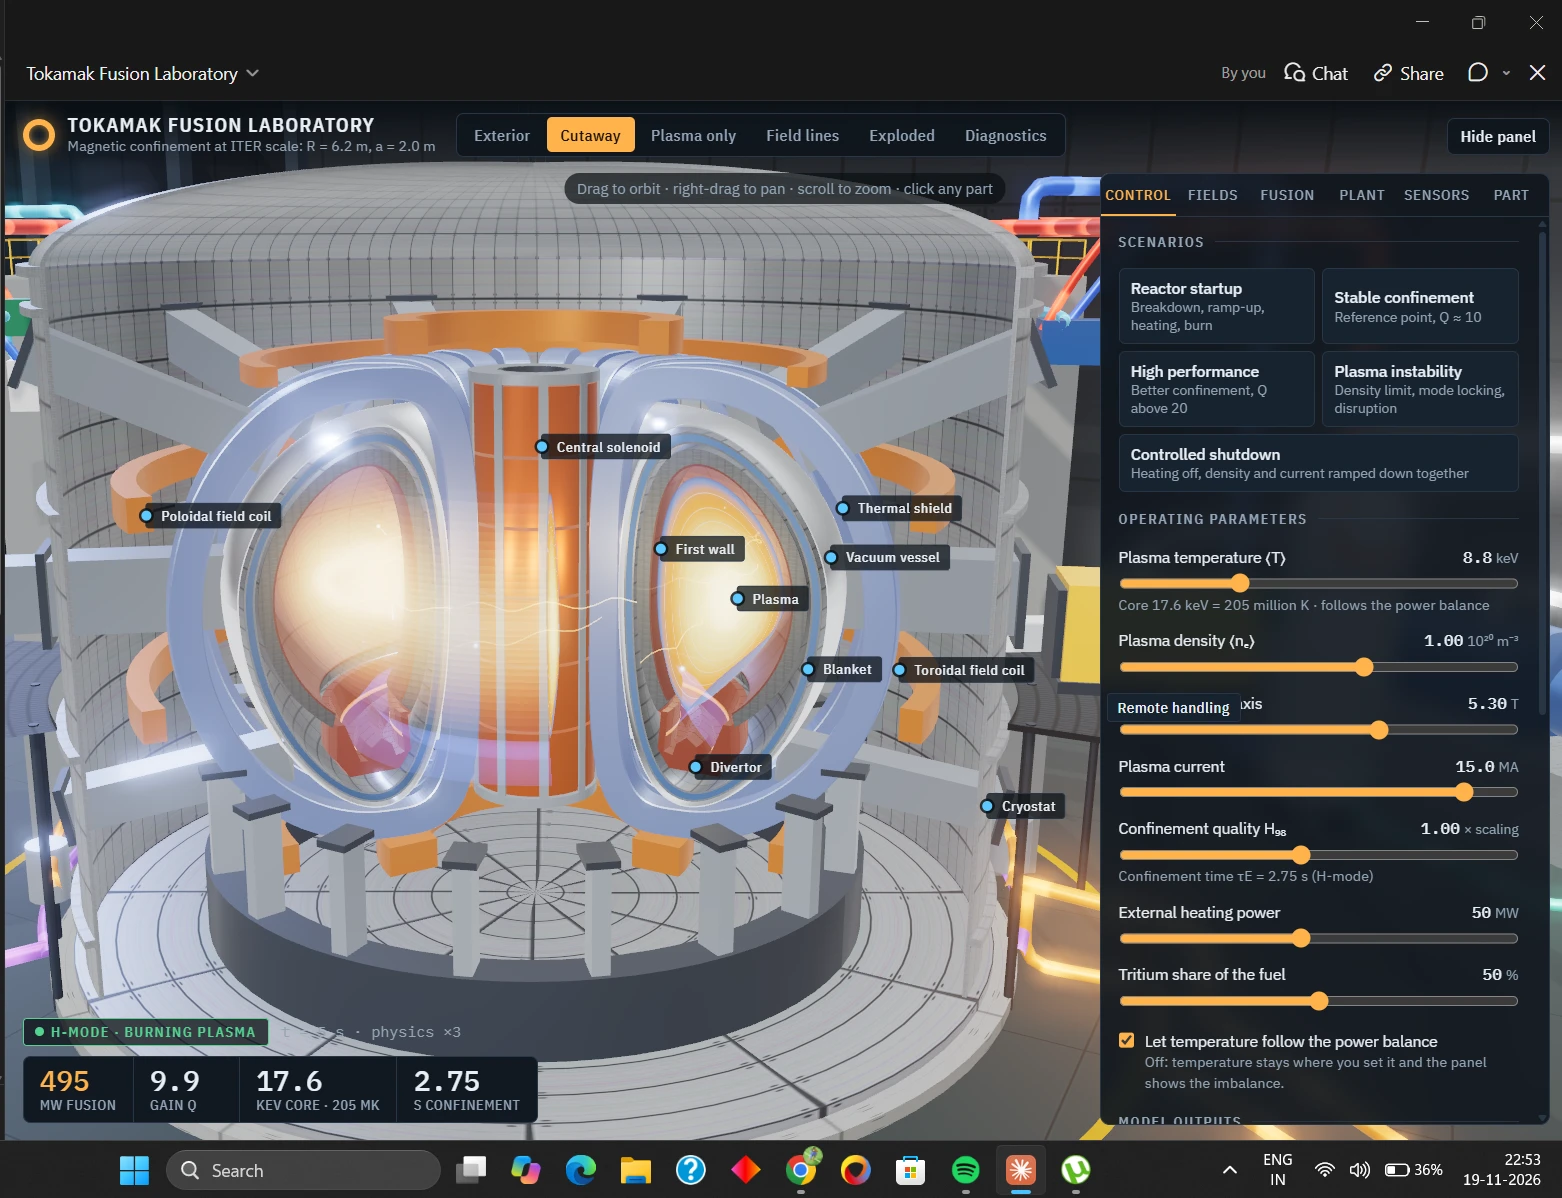 Tokamak Fusion Laboratory
By you
Chat
Share
TOKAMAK FUSION LABORATORY
Magnetic confinement at ITER scale: R = 6.2 m, a = 2.0 m
Exterior
Cutaway
Plasma only
Field lines
Exploded
Diagnostics
Hide panel
Drag to orbit · right-drag to pan · scroll to zoom · click any part
Central solenoid
Poloidal field coil
Thermal shield
First wall
Vacuum vessel
Plasma
Blanket
Toroidal field coil
Divertor
Cryostat
Remote handling
CONTROL
FIELDS
FUSION
PLANT
SENSORS
PART
SCENARIOS
Reactor startup
Breakdown, ramp-up,
heating, burn
Stable confinement
Reference point, Q ≈ 10
High performance
Better confinement, Q
above 20
Plasma instability
Density limit, mode locking,
disruption
Controlled shutdown
Heating off, density and current ramped down together
OPERATING PARAMETERS
Plasma temperature ⟨T⟩ 8.8 keV
Core 17.6 keV = 205 million K · follows the power balance
Plasma density ⟨nₑ⟩ 1.00 10²⁰ m⁻³
xis 5.30 T
Plasma current 15.0 MA
Confinement quality H₉₈ 1.00 × scaling
Confinement time τE = 2.75 s (H-mode)
External heating power 50 MW
Tritium share of the fuel 50 %
Let temperature follow the power balance
Off: temperature stays where you set it and the panel
shows the imbalance.
MODEL OUTPUTS
H-MODE · BURNING PLASMA
s · physics ×3
495
MW FUSION
9.9
GAIN Q
17.6
KEV CORE · 205 MK
2.75
S CONFINEMENT
Search
ENG
IN
36%
22:53
19-11-2026